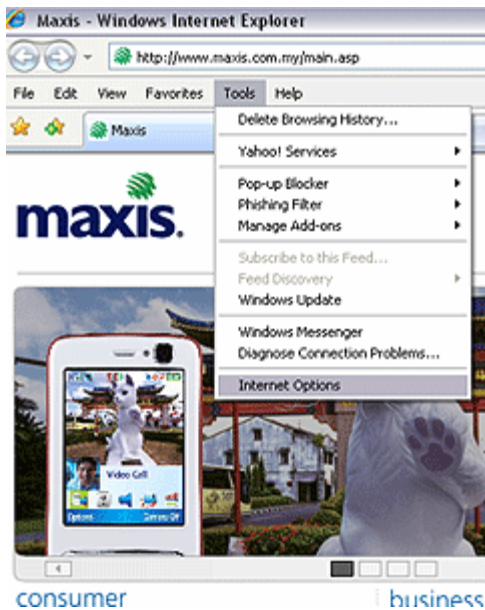 Maxis - Windows Internet Explorer
http://www.maxis.com.my/main.asp
File Edit View Favorites Tools Help
Maxis
Delete Browsing History...
Yahoo! Services
Pop-up Blocker
Phishing Filter
Manage Add-ons
Subscribe to this Feed...
Feed Discovery
Windows Update
Windows Messenger
Diagnose Connection Problems...
Internet Options
maxis.
Video Call
Options Camera Off
consumer business